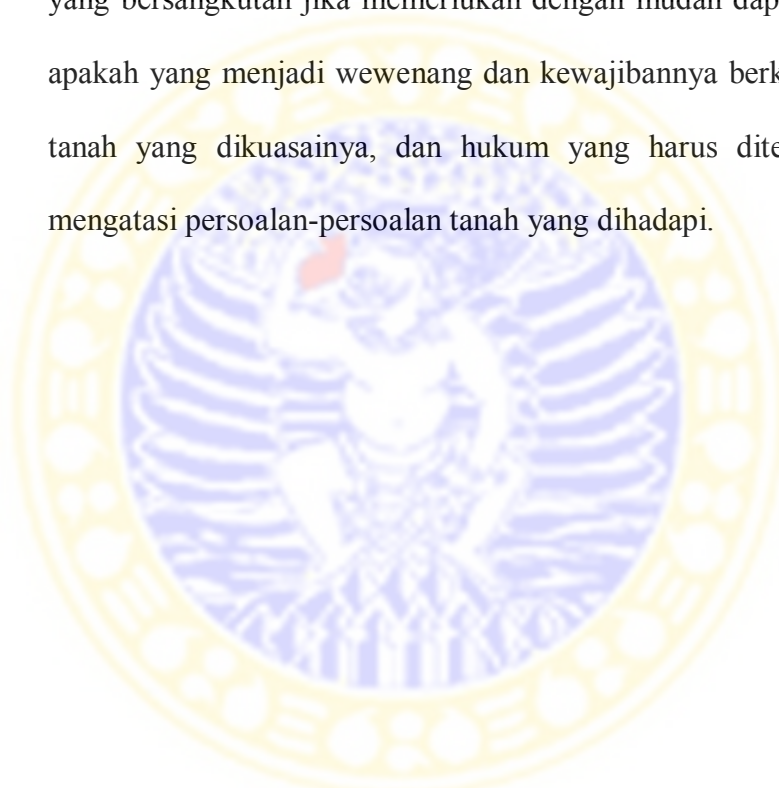 yang bersangkutan jika memerlukan dengan mudah
apakah yang menjadi wewenang dan kewajibannya
tanah yang dikuasainya, dan hukum yang harus
mengatasi persoalan-persoalan tanah yang dihadapi.